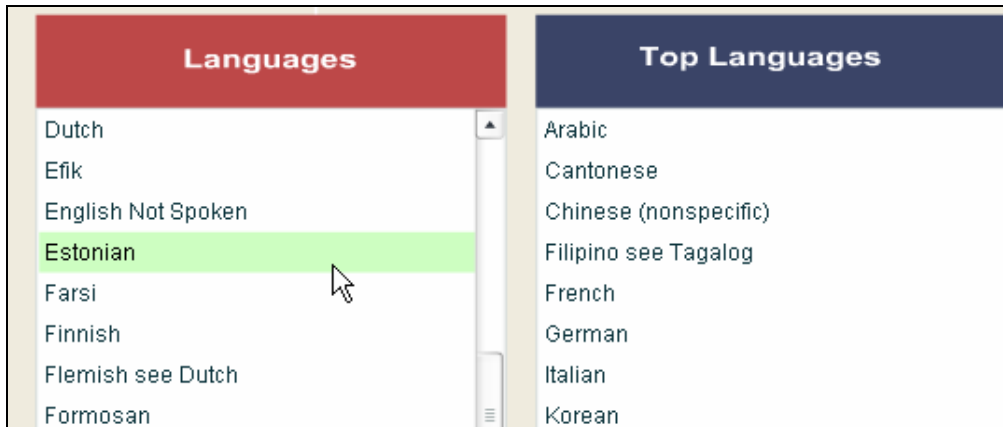 Languages
Dutch
Efik
English Not Spoken
Estonian
Farsi
Finnish
Flemish see Dutch
Formosan
Top Languages
Arabic
Cantonese
Chinese (nonspecific)
Filipino see Tagalog
French
German
Italian
Korean